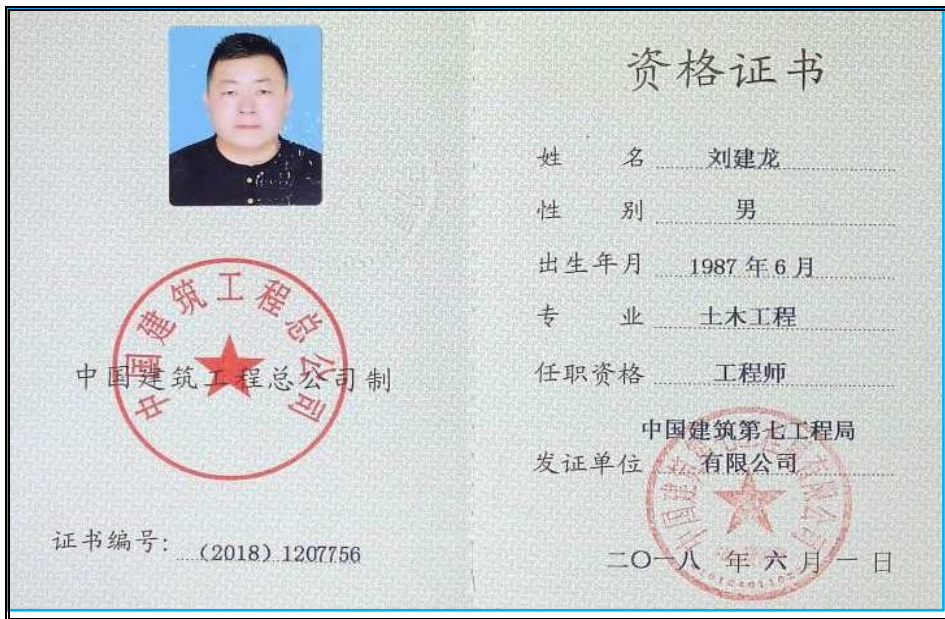 中国建筑工程总公司
中国建筑工程总公司制
证书编号：（2018）1207756
资格证书
姓 名 刘建龙
性 别 男
出生年月 1987年6月
专 业 土木工程
任职资格 工程师
中国建筑第七工程局
发证单位 有限公司
二〇一八 年 六 月 一 日